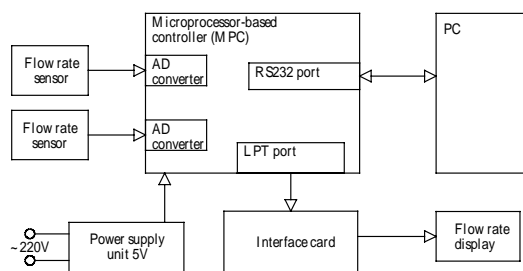 Microprocessor-based
controller (MPC)
PC
Flow rate
sensor
AD
converter
RS232 port
Flow rate
sensor
AD
converter
LPT port
~220V
Power supply
unit 5V
Interface card
Flow rate
display